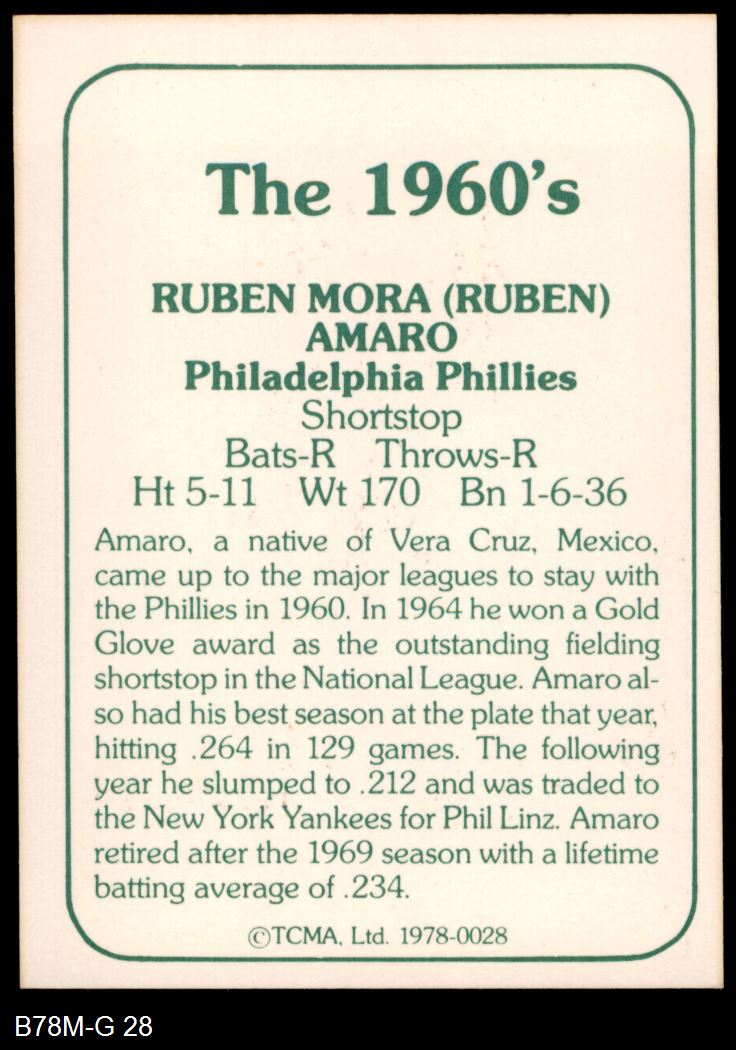 The 1960's
RUBEN MORA (RUBEN)
AMARO
Philadelphia Phillies
Shortstop
Bats-R Throws-R
Ht 5-11 Wt 170 Bn 1-6-36
Amaro, a native of Vera Cruz, Mexico,
came up to the major leagues to stay with
the Phillies in 1960. In 1964 he won a Gold
Glove award as the outstanding fielding
shortstop in the National League. Amaro al-
so had his best season at the plate that year,
hitting .264 in 129 games. The following
year he slumped to .212 and was traded to
the New York Yankees for Phil Linz. Amaro
retired after the 1969 season with a lifetime
batting average of .234.
©TCMA, Ltd. 1978-0028
B78M-G 28